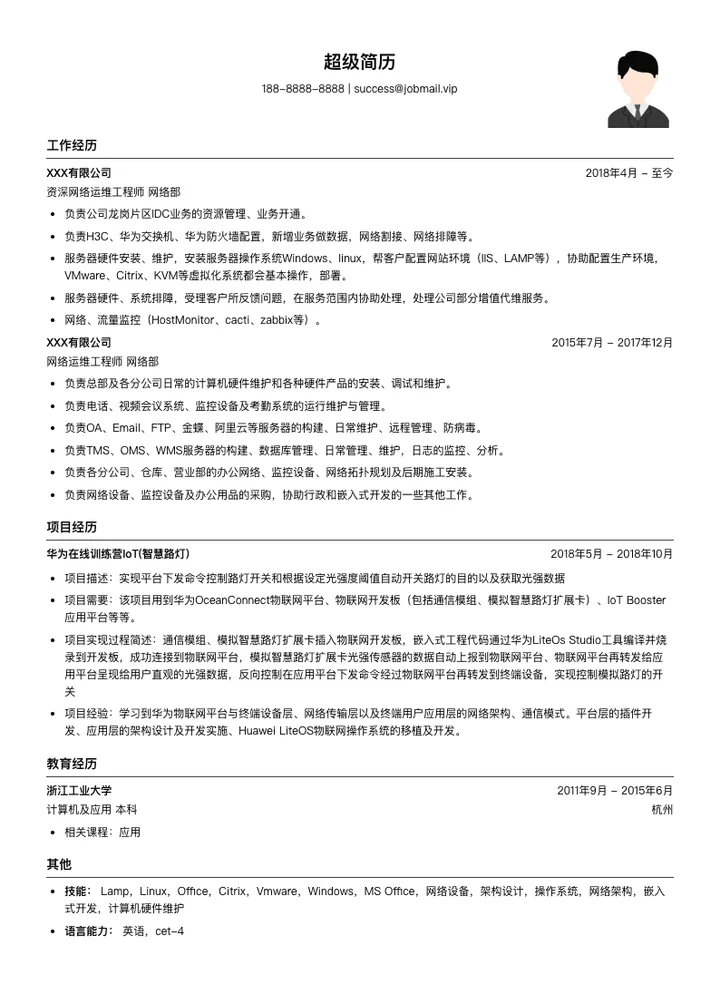 超级简历
188-8888-8888 | success@jobmail.vip
工作经历
XXX有限公司 2018年4月 – 至今
资深网络运维工程师 网络部
• 负责公司龙岗片区IDC业务的资源管理、业务开通。
• 负责H3C、华为交换机、华为防火墙配置，新增业务做数据，网络割接、网络排障等。
• 服务器硬件安装、维护，安装服务器操作系统Windows、linux，帮客户配置网站环境（IIS、LAMP等），协助配置生产环境，
VMware、Citrix、KVM等虚拟化系统都会基本操作，部署。
• 服务器硬件、系统排障，受理客户所反馈问题，在服务范围内协助处理，处理公司部分增值代维服务。
• 网络、流量监控（HostMonitor、cacti、zabbix等）。
XXX有限公司 2015年7月 – 2017年12月
网络运维工程师 网络部
• 负责总部及各分公司日常的计算机硬件维护和各种硬件产品的安装、调试和维护。
• 负责电话、视频会议系统、监控设备及考勤系统的运行维护与管理。
• 负责OA、Email、FTP、金蝶、阿里云等服务器的构建、日常维护、远程管理、防病毒。
• 负责TMS、OMS、WMS服务器的构建、数据库管理、日常管理、维护，日志的监控、分析。
• 负责各分公司、仓库、营业部的办公网络、监控设备、网络拓扑规划及后期施工安装。
• 负责网络设备、监控设备及办公用品的采购，协助行政和嵌入式开发的一些其他工作。
项目经历
华为在线训练营IoT(智慧路灯) 2018年5月 – 2018年10月
• 项目描述：实现平台下发命令控制路灯开关和根据设定光强度阈值自动开关路灯的目的以及获取光强数据
• 项目需要：该项目用到华为OceanConnect物联网平台、物联网开发板（包括通信模组、模拟智慧路灯扩展卡）、IoT Booster
应用平台等等。
• 项目实现过程简述：通信模组、模拟智慧路灯扩展卡插入物联网开发板，嵌入式工程代码通过华为LiteOs Studio工具编译并烧
录到开发板，成功连接到物联网平台，模拟智慧路灯扩展卡光强传感器的数据自动上报到物联网平台、物联网平台再转发给应
用平台呈现给用户直观的光强数据，反向控制在应用平台下发命令经过物联网平台再转发到终端设备，实现控制模拟路灯的开
关
• 项目经验：学习到华为物联网平台与终端设备层、网络传输层以及终端用户应用层的网络架构、通信模式。平台层的插件开
发、应用层的架构设计及开发实施、Huawei LiteOS物联网操作系统的移植及开发。
教育经历
浙江工业大学 2011年9月 – 2015年6月
计算机及应用 本科 杭州
• 相关课程：应用
其他
• 技能： Lamp，Linux，Office，Citrix，Vmware，Windows，MS Office，网络设备，架构设计，操作系统，网络架构，嵌入
式开发，计算机硬件维护
• 语言能力： 英语，cet-4